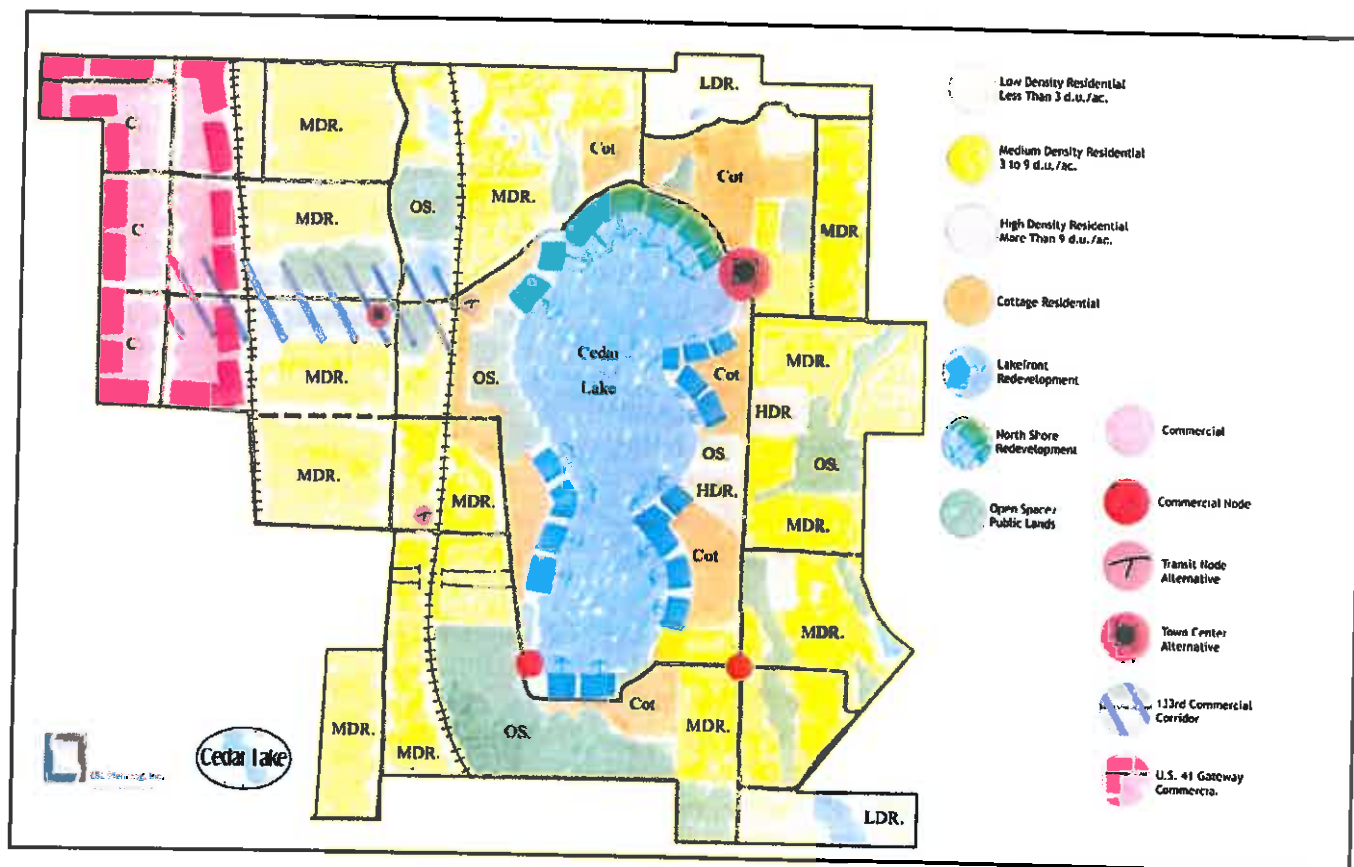 LDR.
MDR.
C
Cot
Cot
MDR.
OS.
MDR.
C
MDR
MDR.
Cedar
Lake
C
MDR.
OS.
Cot
MDR.
HDR
OS.
OS.
MDR.
MDR.
HDR.
MDR.
Cot
MDR.
Cot
MDR.
OS.
MDR.
MDR.
LDR.
Cedar Lake
Low Density Residential
Less Than 3 d.u./ac.
Medium Density Residential
3 to 9 d.u./ac.
High Density Residential
More Than 9 d.u./ac.
Cottage Residential
Lakefront
Redevelopment
North Shore
Redevelopment
Open Space/
Public Lands
Commercial
Commercial Node
Transit Node
Alternative
Town Center
Alternative
133rd Commercial
Corridor
U.S. 41 Gateway
Commercial